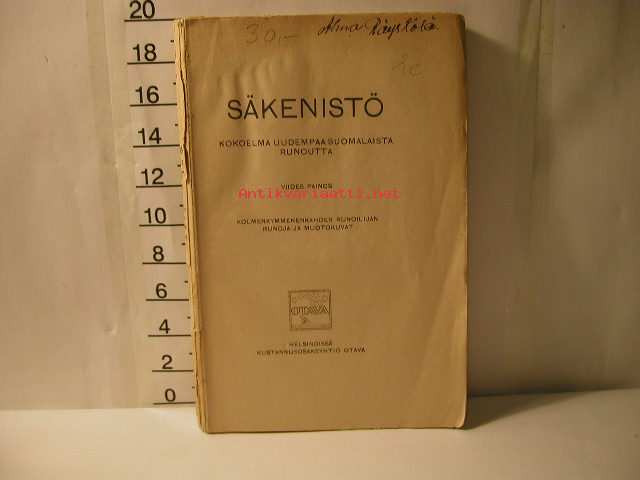 20
18
16
14
12
10
8
6
4
2
0
30,-
Alma
SÄKENISTÖ
KOKOELMA UUDEMPAA SUOMALAISTA
RUNOUTTA
VIIDES PAINOS
Antikvariaatti.net
KOLMENKYMMENENKAHDEN RUNOILIJAN
RUNOJA JA MUOTOKUVAT
OTAVA
HELSINGISSÄ
KUSTANNUSOSAKEYHTIÖ OTAVA